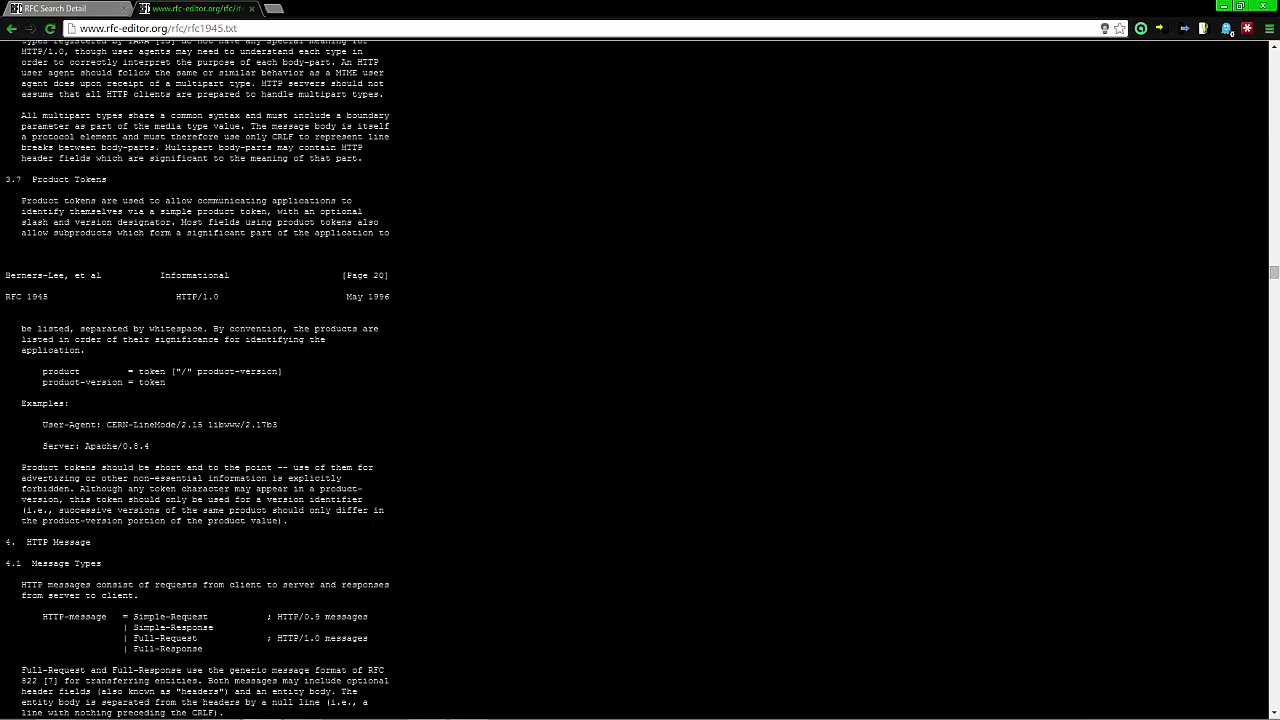 RFC Search Detail
www.rfc-editor.org/rfc/rf
www.rfc-editor.org/rfc/rfc1945.txt
types registered by IANA [15] do not have any special meaning for
HTTP/1.0, though user agents may need to understand each type in
order to correctly interpret the purpose of each body-part. An HTTP
user agent should follow the same or similar behavior as a MIME user
agent does upon receipt of a multipart type. HTTP servers should not
assume that all HTTP clients are prepared to handle multipart types.
All multipart types share a common syntax and must include a boundary
parameter as part of the media type value. The message body is itself
a protocol element and must therefore use only CRLF to represent line
breaks between body-parts. Multipart body-parts may contain HTTP
header fields which are significant to the meaning of that part.
3.7 Product Tokens
Product tokens are used to allow communicating applications to
identify themselves via a simple product token, with an optional
slash and version designator. Most fields using product tokens also
allow subproducts which form a significant part of the application to
Berners-Lee, et al Informational [Page 20]
RFC 1945 HTTP/1.0 May 1996
be listed, separated by whitespace. By convention, the products are
listed in order of their significance for identifying the
application.
product = token ["/" product-version]
product-version = token
Examples:
User-Agent: CERN-LineMode/2.15 libwww/2.17b3
Server: Apache/0.8.4
Product tokens should be short and to the point -- use of them for
advertizing or other non-essential information is explicitly
forbidden. Although any token character may appear in a product-
version, this token should only be used for a version identifier
(i.e., successive versions of the same product should only differ in
the product-version portion of the product value).
4. HTTP Message
4.1 Message Types
HTTP messages consist of requests from client to server and responses
from server to client.
HTTP-message = Simple-Request ; HTTP/0.9 messages
| Simple-Response
| Full-Request ; HTTP/1.0 messages
| Full-Response
Full-Request and Full-Response use the generic message format of RFC
822 [7] for transferring entities. Both messages may include optional
header fields (also known as "headers") and an entity body. The
entity body is separated from the headers by a null line (i.e., a
line with nothing preceding the CRLF).